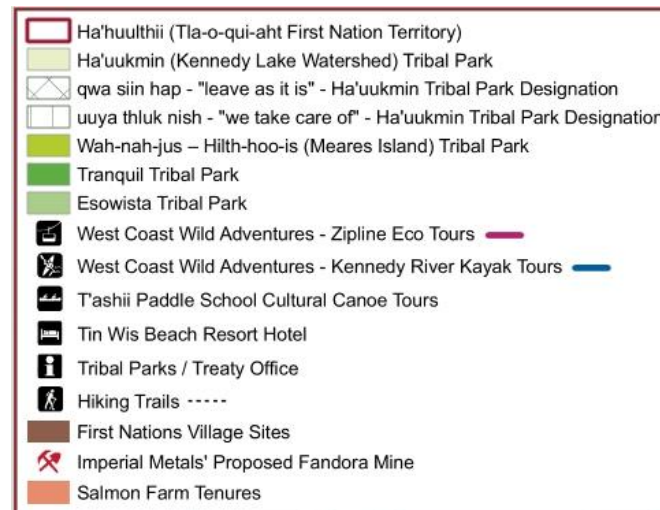 Ha'huulthii (Tla-o-qui-aht First Nation Territory)
Ha'uukmin (Kennedy Lake Watershed) Tribal Park
qwa siin hap - "leave as it is" - Ha'uukmin Tribal Park Designation
uuya thluk nish - "we take care of" - Ha'uukmin Tribal Park Designation
Wah-nah-jus – Hilth-hoo-is (Meares Island) Tribal Park
Tranquil Tribal Park
Esowista Tribal Park
West Coast Wild Adventures - Zipline Eco Tours
West Coast Wild Adventures - Kennedy River Kayak Tours
T'ashii Paddle School Cultural Canoe Tours
Tin Wis Beach Resort Hotel
Tribal Parks / Treaty Office
Hiking Trails -----
First Nations Village Sites
Imperial Metals' Proposed Fandora Mine
Salmon Farm Tenures